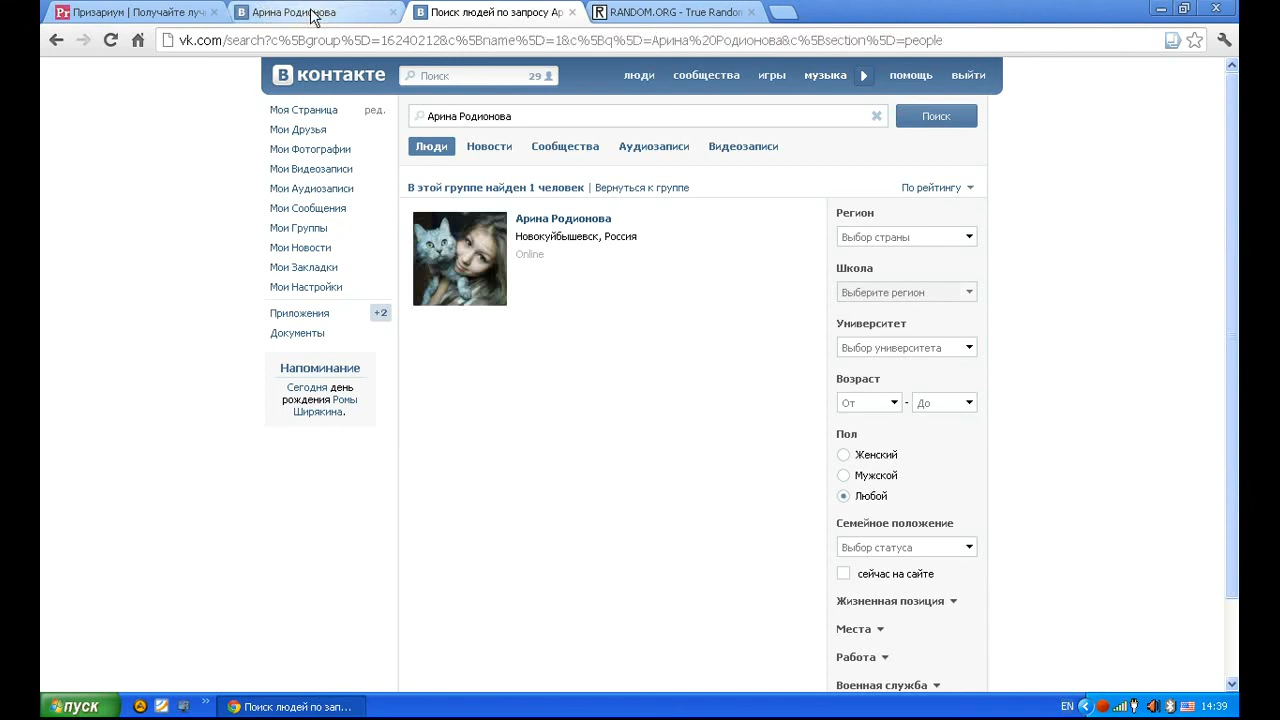 Призариум | Получайте луч
Арина Родионова
Поиск людей по запросу Ар
RANDOM.ORG - True Randor
vk.com/search?c%5Bgroup%5D=16240212&c%5Bname%5D=1&c%5Bq%5D=Арина%20Родионова&c%5Bsection%5D=people
В контакте
Поиск
29
люди
сообщества
игры
музыка
помощь
выйти
Моя Страница
ред.
Мои Друзья
Мои Фотографии
Мои Видеозаписи
Мои Аудиозаписи
Мои Сообщения
Мои Группы
Мои Новости
Мои Закладки
Мои Настройки
Приложения
+2
Документы
Напоминание
Сегодня день
рождения Ромы
Ширякина.
Арина Родионова
Поиск
Люди
Новости
Сообщества
Аудиозаписи
Видеозаписи
В этой группе найден 1 человек | Вернуться к группе
По рейтингу
Арина Родионова
Новокуйбышевск, Россия
Online
Регион
Выбор страны
Школа
Выберите регион
Университет
Выбор университета
Возраст
От - До
Пол
Женский
Мужской
Любой
Семейное положение
Выбор статуса
сейчас на сайте
Жизненная позиция
Места
Работа
Военная служба
пуск
Поиск людей по зап...
EN
14:39